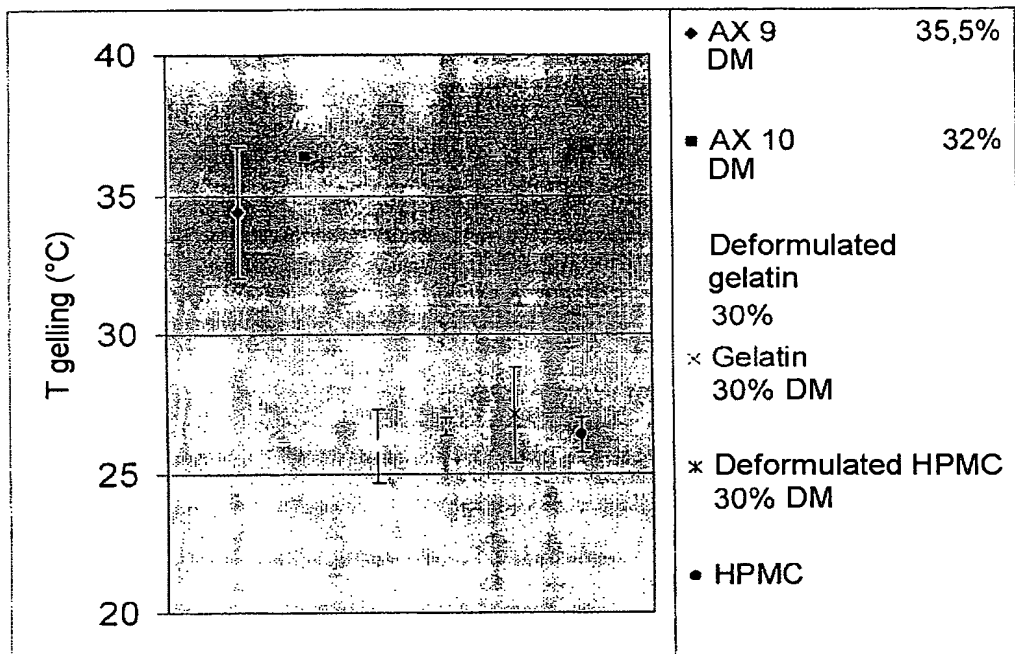 T gelling (°C)
40
35
30
25
20
AX 9 35,5%
DM
AX 10 32%
DM
Deformulated
gelatin
30%
Gelatin
30% DM
Deformulated HPMC
30% DM
HPMC